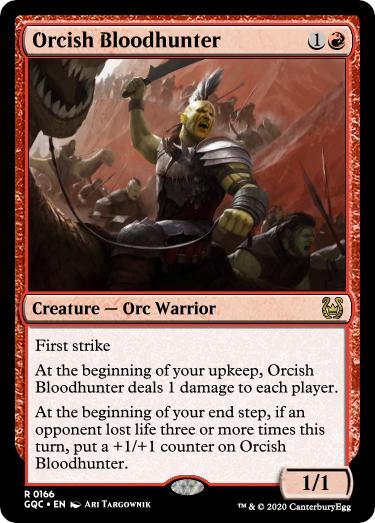 Orcish Bloodhunter 1
Creature — Orc Warrior
First strike
At the beginning of your upkeep, Orcish
Bloodhunter deals 1 damage to each player.
At the beginning of your end step, if an
opponent lost life three or more times this
turn, put a +1/+1 counter on Orcish
Bloodhunter.
1/1
R 0166
GQC • EN Ari Targownik
™ & © 2020 CanterburyEgg